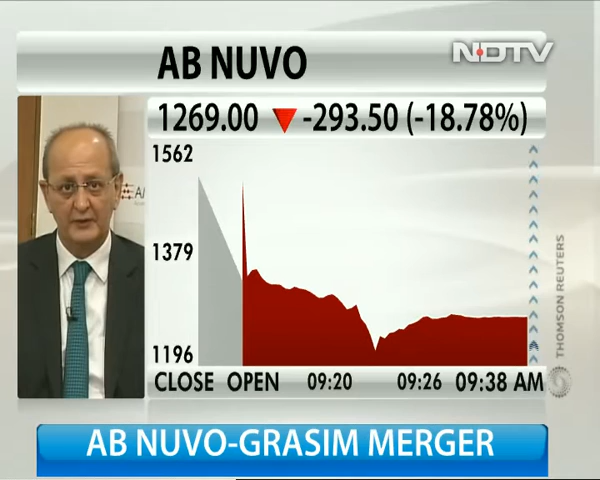 AB NUVO
NDTV
1269.00 ▼ -293.50 (-18.78%)
1562
1379
1196
CLOSE OPEN 09:20 09:26 09:38 AM
THOMSON REUTERS
AB NUVO-GRASIM MERGER